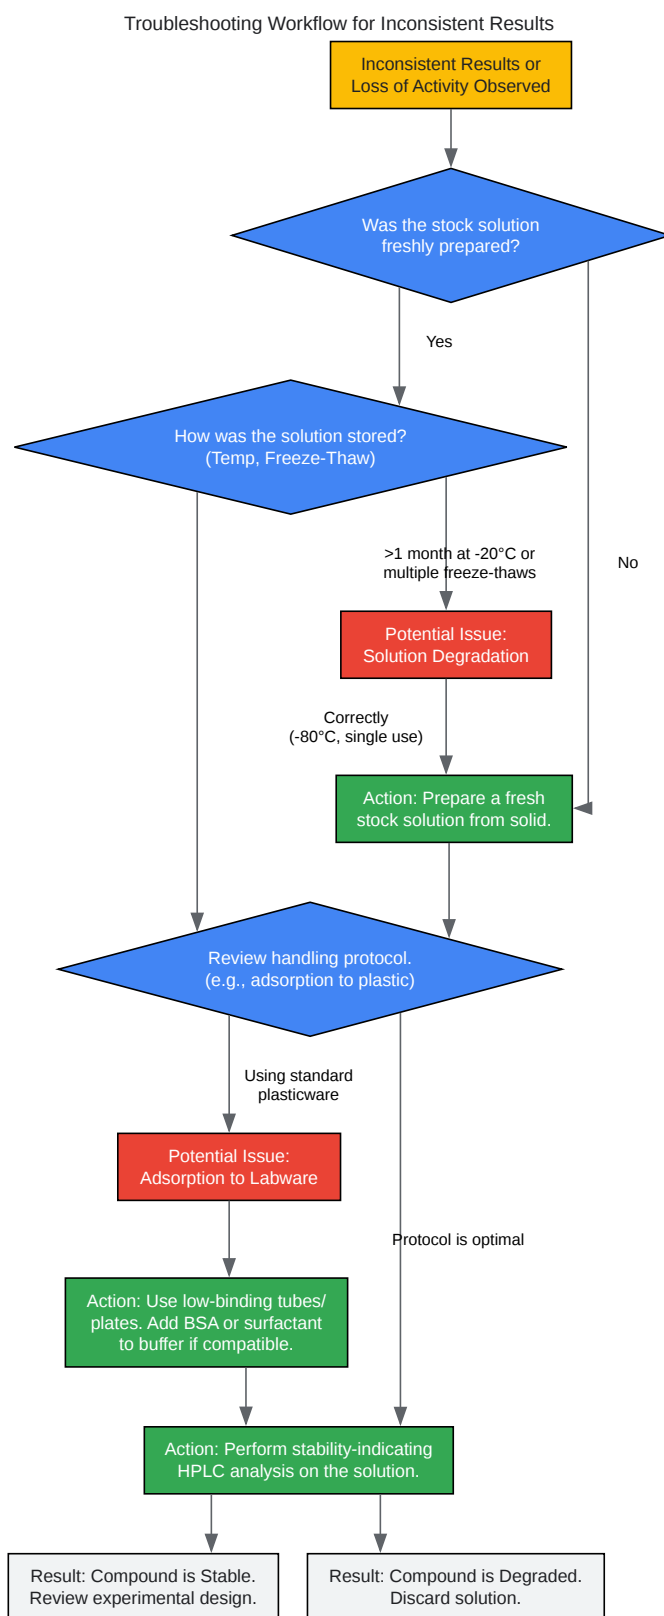 Troubleshooting Workflow for Inconsistent Results
Inconsistent Results or
Loss of Activity Observed
Was the stock solution
freshly prepared?
Yes
How was the solution stored?
(Temp, Freeze-Thaw)
>1 month at -20°C or
multiple freeze-thaws
No
Potential Issue:
Solution Degradation
Correctly
(-80°C, single use)
Action: Prepare a fresh
stock solution from solid.
Review handling protocol.
(e.g., adsorption to plastic)
Using standard
plasticware
Potential Issue:
Adsorption to Labware
Protocol is optimal
Action: Use low-binding tubes/
plates. Add BSA or surfactant
to buffer if compatible.
Action: Perform stability-indicating
HPLC analysis on the solution.
Result: Compound is Stable.
Review experimental design.
Result: Compound is Degraded.
Discard solution.